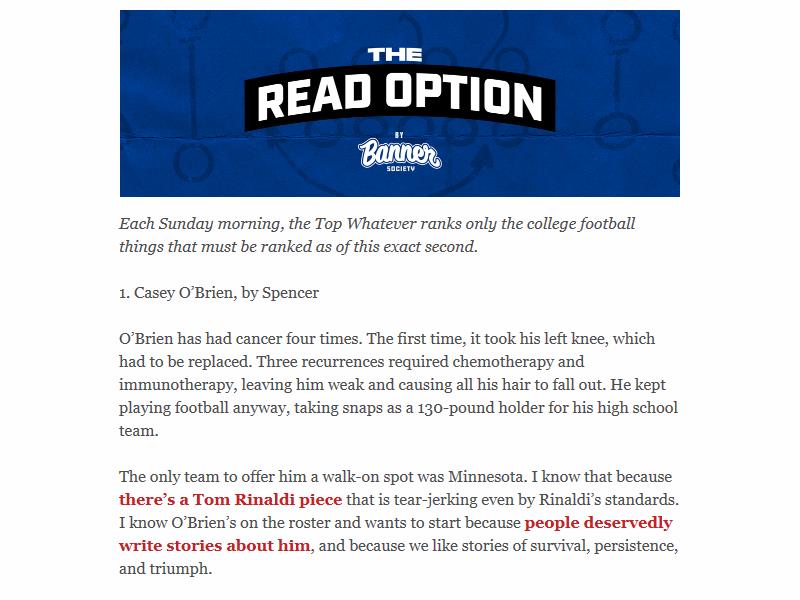 THE
READ OPTION
BY
Banner
SOCIETY
Each Sunday morning, the Top Whatever ranks only the college football
things that must be ranked as of this exact second.
1. Casey O’Brien, by Spencer
O’Brien has had cancer four times. The first time, it took his left knee, which
had to be replaced. Three recurrences required chemotherapy and
immunotherapy, leaving him weak and causing all his hair to fall out. He kept
playing football anyway, taking snaps as a 130-pound holder for his high school
team.
The only team to offer him a walk-on spot was Minnesota. I know that because
there’s a Tom Rinaldi piece that is tear-jerking even by Rinaldi’s standards.
I know O’Brien’s on the roster and wants to start because people deservedly
write stories about him, and because we like stories of survival, persistence,
and triumph.